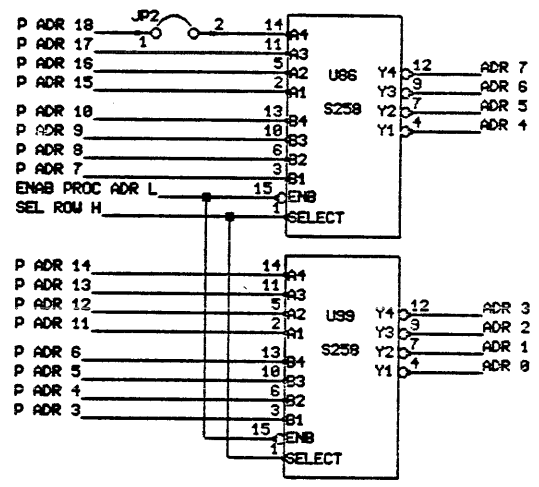 P ADR 18 JP2 1 2 14 A4
P ADR 17 11 A3
P ADR 16 5 A2 U86 Y4 12 ADR 7
P ADR 15 2 A1 Y3 9 ADR 6
P ADR 10 13 B4 S258 Y2 7 ADR 5
P ADR 9 10 B3 Y1 4 ADR 4
P ADR 8 6 B2
P ADR 7 3 B1
ENAB PROC ADR L 15 ENB
SEL ROW H 1 SELECT
P ADR 14 14 A4
P ADR 13 11 A3
P ADR 12 5 A2 U99 Y4 12 ADR 3
P ADR 11 2 A1 Y3 9 ADR 2
P ADR 6 13 B4 S258 Y2 7 ADR 1
P ADR 5 10 B3 Y1 4 ADR 0
P ADR 4 6 B2
P ADR 3 3 B1
15 ENB
1 SELECT